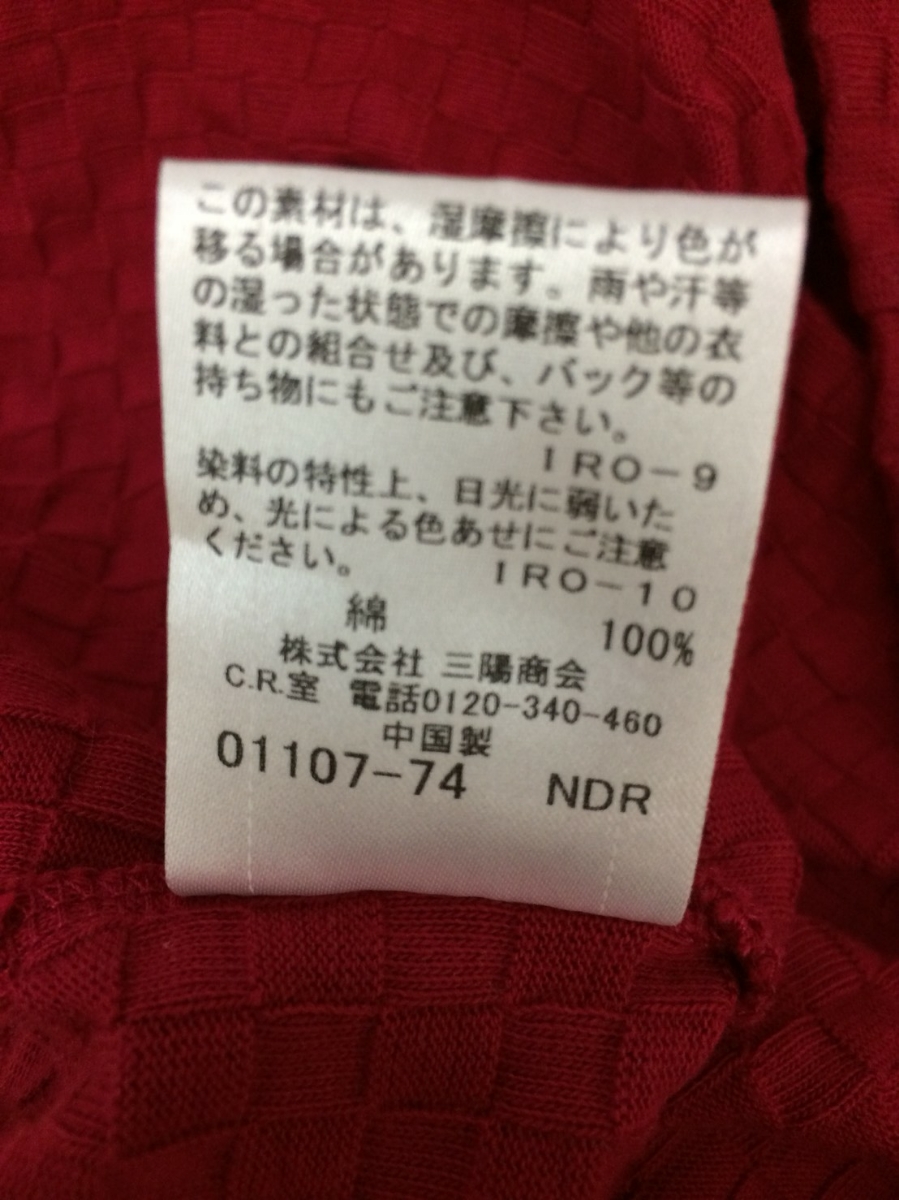 この素材は、湿摩擦により色が
移る場合があります。雨や汗等
の湿った状態での摩擦や他の衣
料との組合せ及び、バック等の
持ち物にもご注意下さい。
IRO-9
染料の特性上、日光に弱いた
め、光による色あせにご注意
ください。 IRO-10
綿 100%
株式会社 三陽商会
C.R.室 電話0120-340-460
中国製
01107-74 NDR